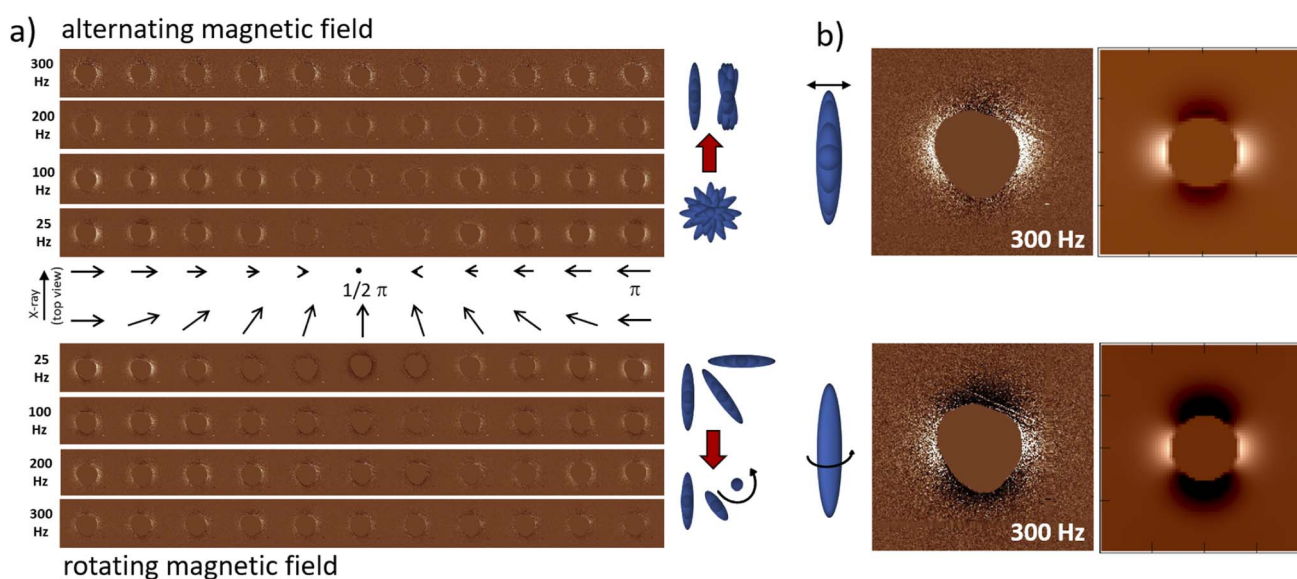 a)
alternating magnetic field
300
Hz
200
Hz
100
Hz
25
Hz
X-ray
(top view)
1/2 π
π
25
Hz
100
Hz
200
Hz
300
Hz
rotating magnetic field
b)
300 Hz
300 Hz